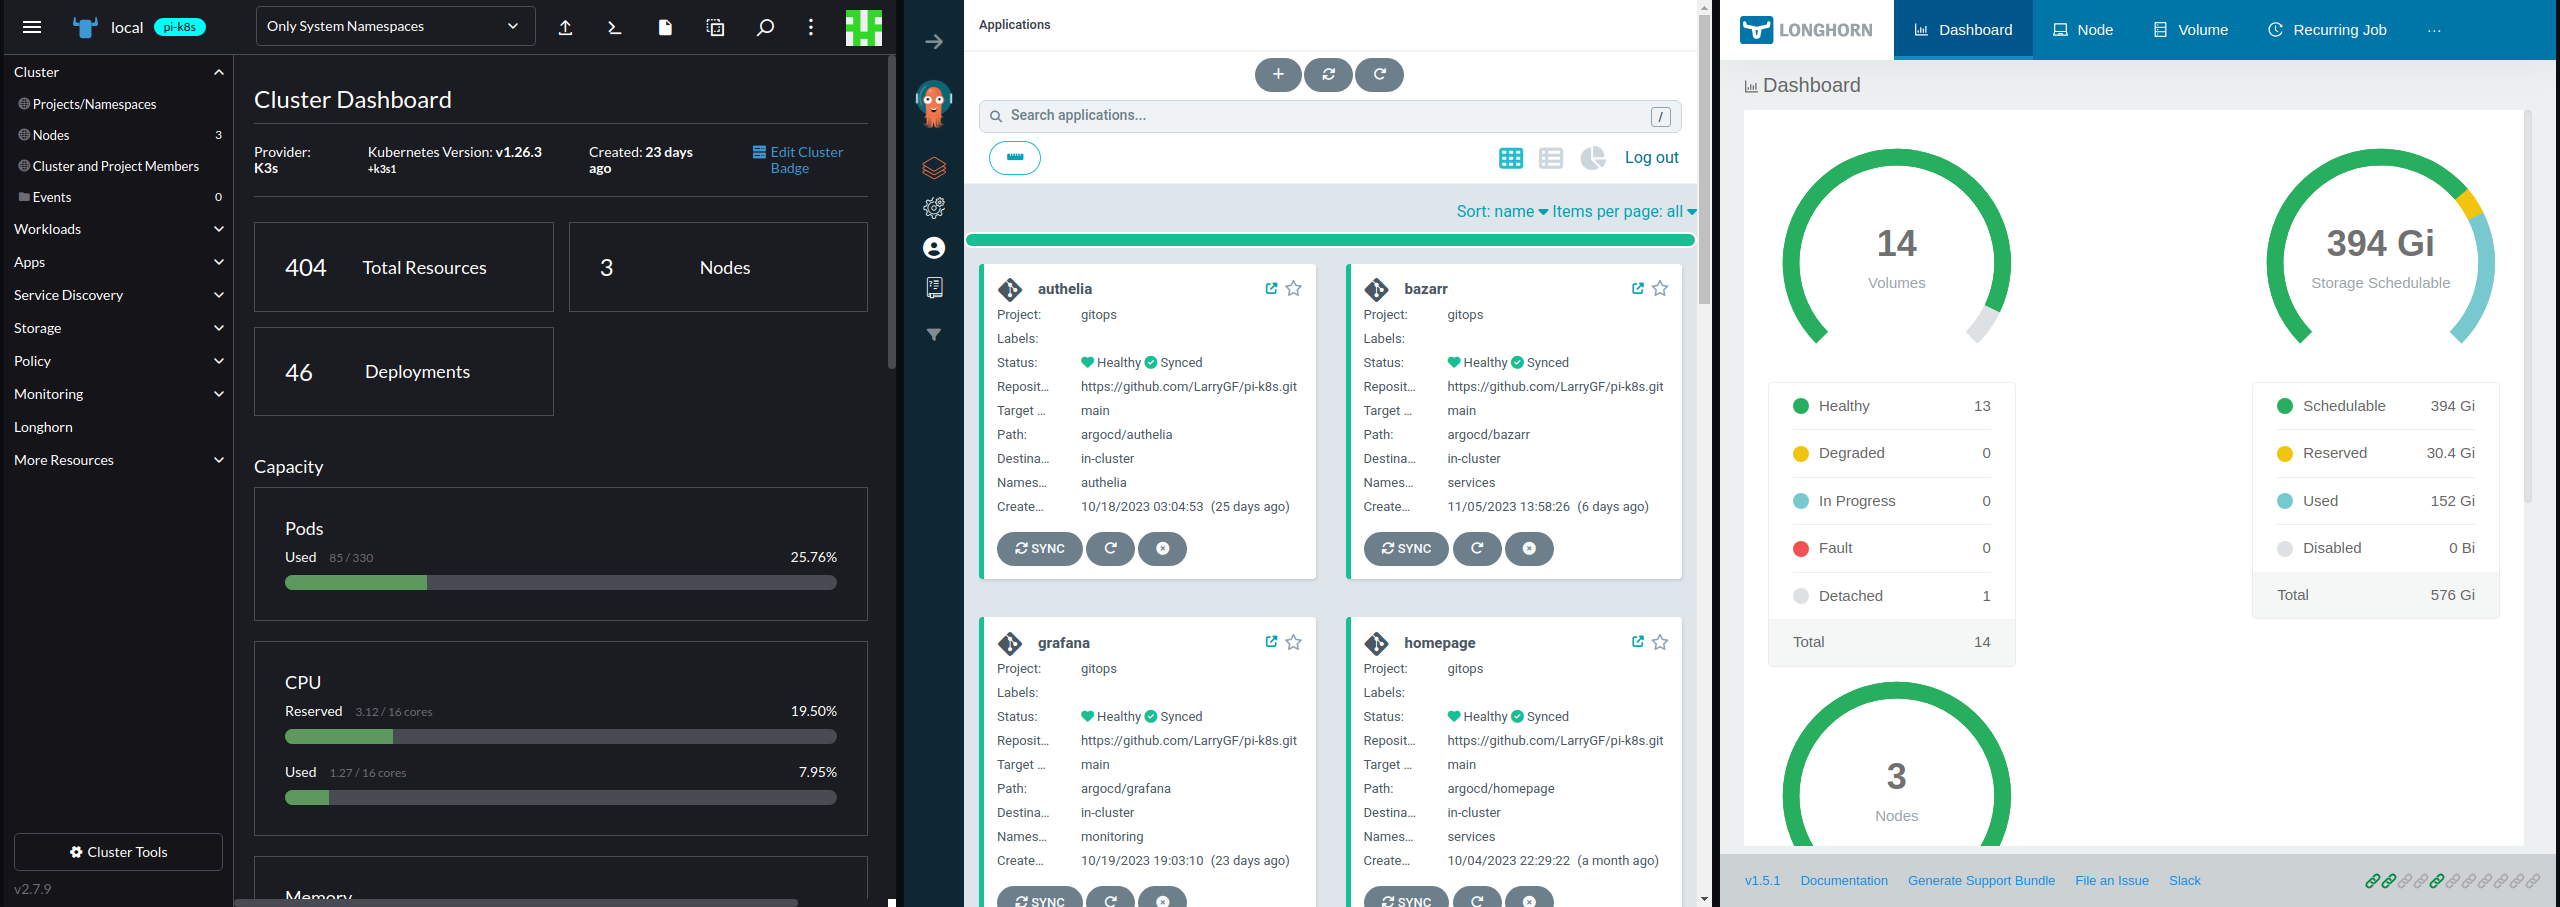 local
pi-k8s
Only System Namespaces
Cluster
Projects/Namespaces
Nodes 3
Cluster and Project Members
Events 0
Workloads
Apps
Service Discovery
Storage
Policy
Monitoring
Longhorn
More Resources
Cluster Tools
v2.7.9
Cluster Dashboard
Provider: K3s
Kubernetes Version: v1.26.3 +k3s1
Created: 23 days ago
Edit Cluster Badge
404 Total Resources
3 Nodes
46 Deployments
Capacity
Pods
Used 85 / 330 25.76%
CPU
Reserved 3.12 / 16 cores 19.50%
Used 1.27 / 16 cores 7.95%
Memory
Applications
Search applications...
/
Log out
Sort: name Items per page: all
authelia
Project: gitops
Labels:
Status: Healthy Synced
Reposit... https://github.com/LarryGF/pi-k8s.git
Target ... main
Path: argocd/authelia
Destina... in-cluster
Names... authelia
Create... 10/18/2023 03:04:53 (25 days ago)
SYNC
bazarr
Project: gitops
Labels:
Status: Healthy Synced
Reposit... https://github.com/LarryGF/pi-k8s.git
Target ... main
Path: argocd/bazarr
Destina... in-cluster
Names... services
Create... 11/05/2023 13:58:26 (6 days ago)
SYNC
grafana
Project: gitops
Labels:
Status: Healthy Synced
Reposit... https://github.com/LarryGF/pi-k8s.git
Target ... main
Path: argocd/grafana
Destina... in-cluster
Names... monitoring
Create... 10/19/2023 19:03:10 (23 days ago)
SYNC
homepage
Project: gitops
Labels:
Status: Healthy Synced
Reposit... https://github.com/LarryGF/pi-k8s.git
Target ... main
Path: argocd/homepage
Destina... in-cluster
Names... services
Create... 10/04/2023 22:29:22 (a month ago)
SYNC
LONGHORN
Dashboard
Node
Volume
Recurring Job
...
Dashboard
14
Volumes
Healthy 13
Degraded 0
In Progress 0
Fault 0
Detached 1
Total 14
394 Gi
Storage Schedulable
Schedulable 394 Gi
Reserved 30.4 Gi
Used 152 Gi
Disabled 0 Bi
Total 576 Gi
3
Nodes
v1.5.1 Documentation Generate Support Bundle File an Issue Slack